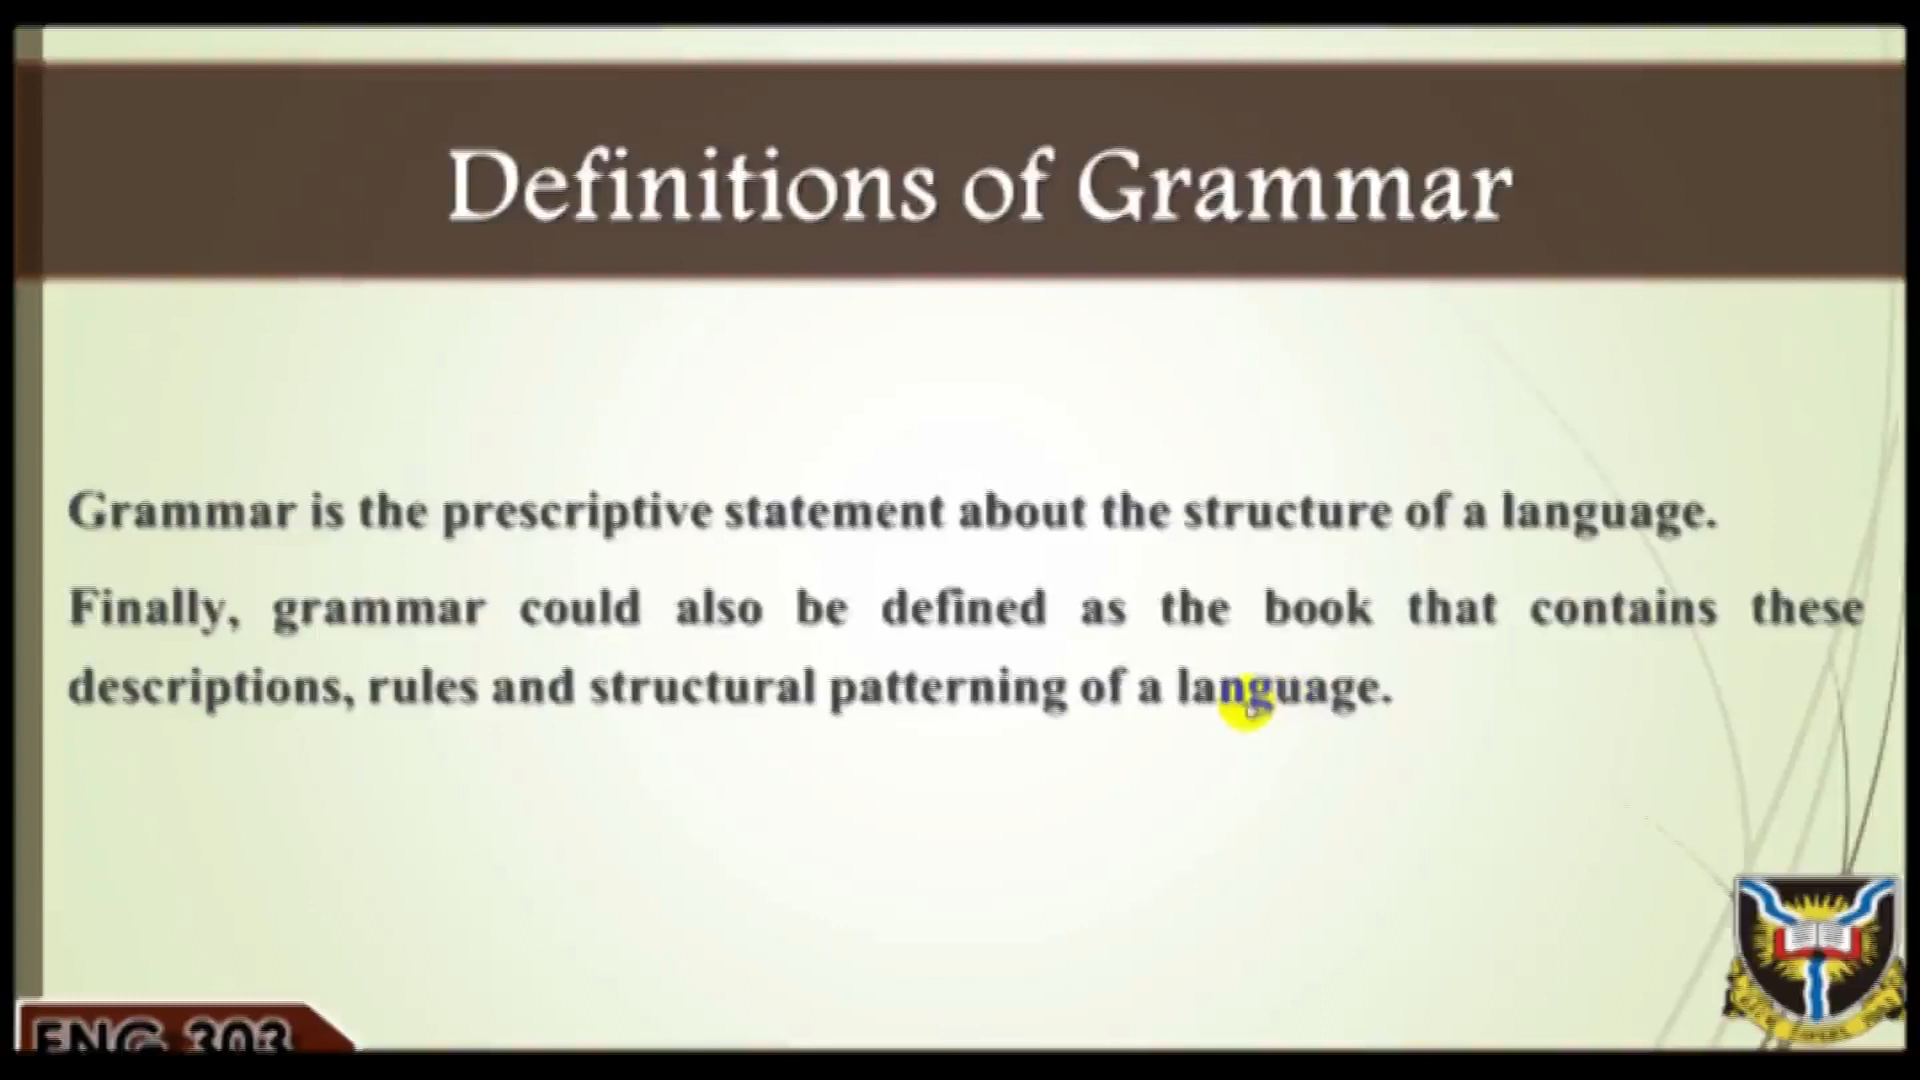 Definitions of Grammar
Grammar is the prescriptive statement about the structure of a language.
Finally, grammar could also be defined as the book that contains these
descriptions, rules and structural patterning of a language.
ENG 303